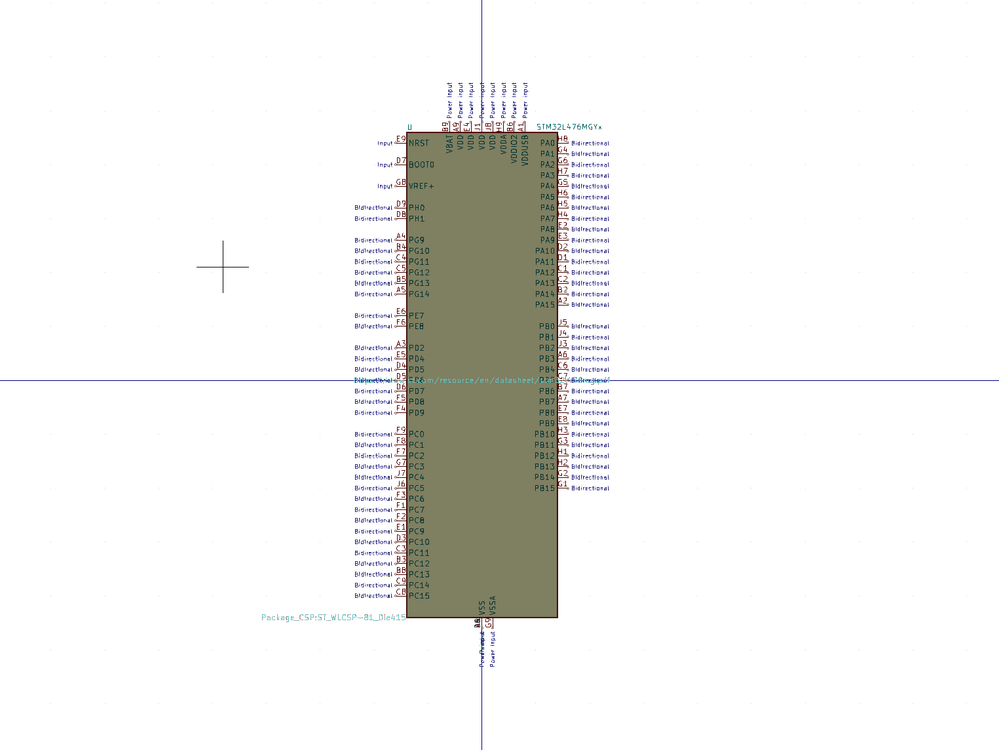 Power Input Power Input Power Input Power Input Power Input Power Input Power Input Power Input
U STM32L476MGYx
B9 A9 E4 J1 J8 H9 B6 A1
VBAT VDD VDD VDD VDD VDDA VDDIO2 VDDUSB
Input E9 NRST PA0 H8 Bidirectional
PA1 G4 Bidirectional
Input D7 BOOT0 PA2 G6 Bidirectional
PA3 H7 Bidirectional
Input G8 VREF+ PA4 G5 Bidirectional
PA5 H6 Bidirectional
Bidirectional D9 PH0 PA6 H5 Bidirectional
Bidirectional D8 PH1 PA7 H4 Bidirectional
PA8 E2 Bidirectional
Bidirectional A4 PG9 PA9 E3 Bidirectional
Bidirectional B4 PG10 PA10 D2 Bidirectional
Bidirectional C4 PG11 PA11 D1 Bidirectional
Bidirectional C5 PG12 PA12 C1 Bidirectional
Bidirectional B5 PG13 PA13 C2 Bidirectional
Bidirectional A5 PG14 PA14 B2 Bidirectional
PA15 A2 Bidirectional
Bidirectional E6 PE7
Bidirectional F6 PE8 PB0 J5 Bidirectional
PB1 J4 Bidirectional
Bidirectional A3 PD2 PB2 J3 Bidirectional
Bidirectional E5 PD4 PB3 A6 Bidirectional
Bidirectional D4 PD5 PB4 C6 Bidirectional
D5 C7
Bidirectional D6 PD7 PB6 B7 Bidirectional
Bidirectional F5 PD8 PB7 A7 Bidirectional
Bidirectional F4 PD9 PB8 E7 Bidirectional
PB9 E8 Bidirectional
Bidirectional F9 PC0 PB10 H3 Bidirectional
Bidirectional F8 PC1 PB11 G3 Bidirectional
Bidirectional F7 PC2 PB12 H1 Bidirectional
Bidirectional G7 PC3 PB13 H2 Bidirectional
Bidirectional J7 PC4 PB14 G2 Bidirectional
Bidirectional J6 PC5 PB15 G1 Bidirectional
Bidirectional F3 PC6
Bidirectional F1 PC7
Bidirectional F2 PC8
Bidirectional E1 PC9
Bidirectional D3 PC10
Bidirectional C3 PC11
Bidirectional B3 PC12
Bidirectional B8 PC13
Bidirectional C9 PC14
Bidirectional C8 PC15
VSS VSSA
Package_CSP:ST_WLCSP-81_Die415
G9
Power Input